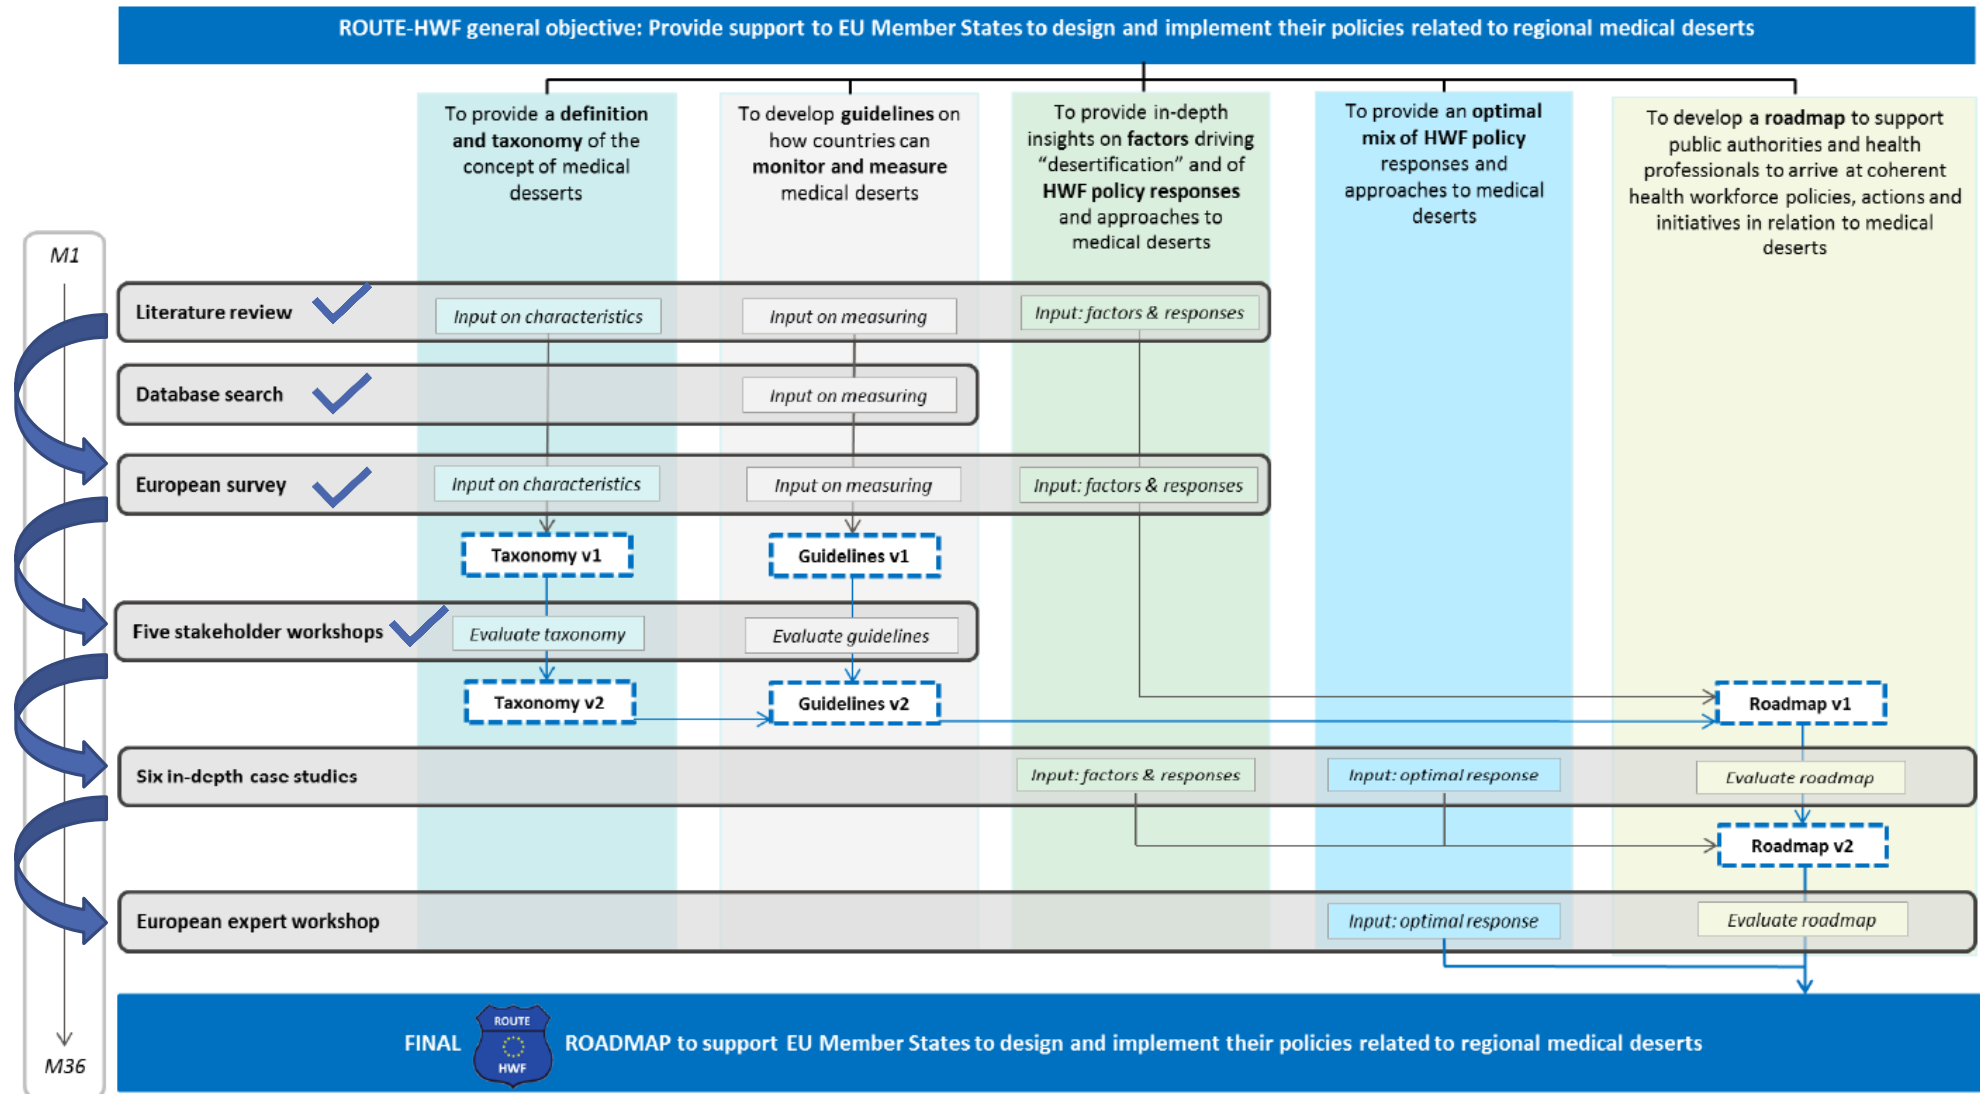 ROUTE-HWF general objective: Provide support to EU Member States to design and implement their policies related to regional medical deserts
To provide a definition
and taxonomy of the
concept of medical
desserts
To develop guidelines on
how countries can
monitor and measure
medical deserts
To provide in-depth
insights on factors driving
“desertification” and of
HWF policy responses
and approaches to
medical deserts
To provide an optimal
mix of HWF policy
responses and
approaches to medical
deserts
To develop a roadmap to support
public authorities and health
professionals to arrive at coherent
health workforce policies, actions and
initiatives in relation to medical
deserts
M1
Literature review
Input on characteristics
Input on measuring
Input: factors & responses
Database search
Input on measuring
European survey
Input on characteristics
Input on measuring
Input: factors & responses
Taxonomy v1
Guidelines v1
Five stakeholder workshops
Evaluate taxonomy
Evaluate guidelines
Taxonomy v2
Guidelines v2
Roadmap v1
Six in-depth case studies
Input: factors & responses
Input: optimal response
Evaluate roadmap
Roadmap v2
European expert workshop
Input: optimal response
Evaluate roadmap
M36
FINAL
ROUTE
HWF
ROADMAP to support EU Member States to design and implement their policies related to regional medical deserts